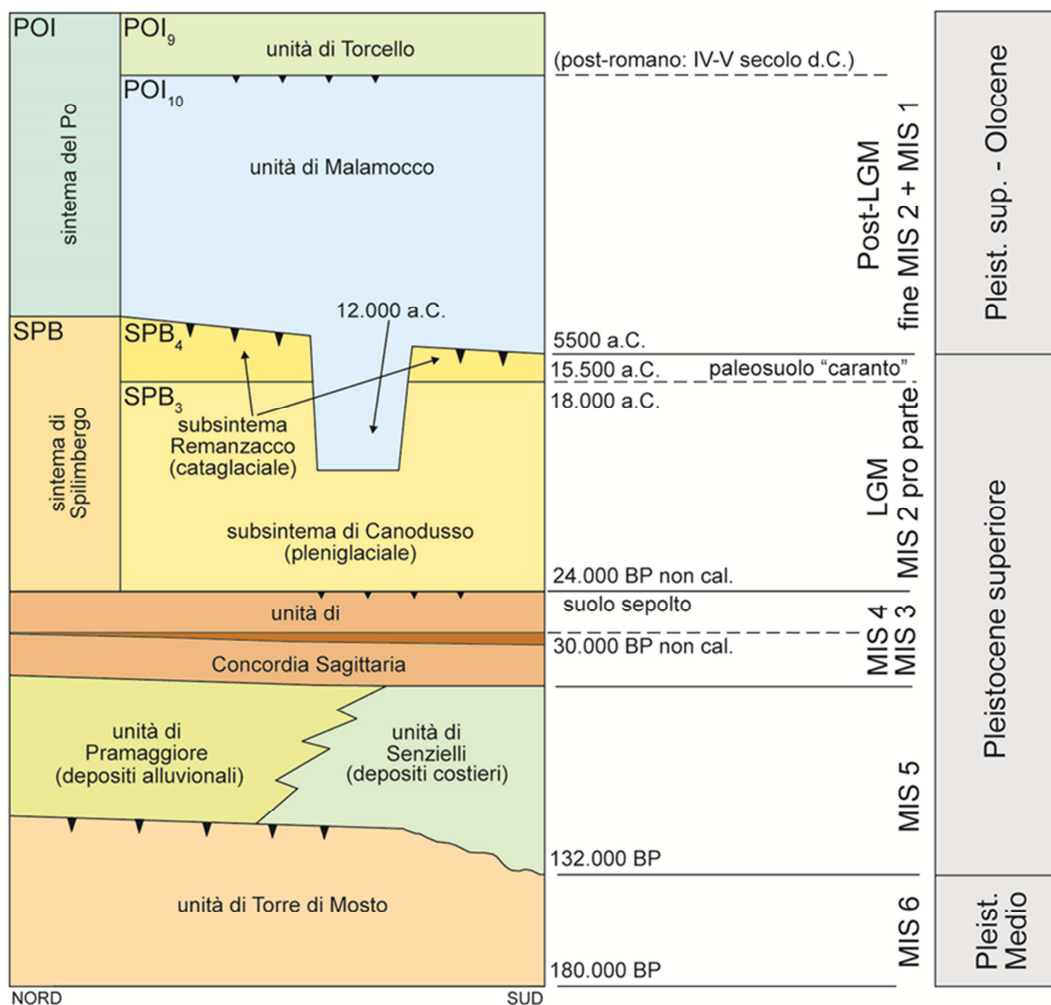 POI
POI9
unità di Torcello
(post-romano: IV-V secolo d.C.)
POI10
sintema del Po
unità di Malamocco
Post-LGM
fine MIS 2 + MIS 1
Pleist. sup. - Olocene
12.000 a.C.
5500 a.C.
SPB
SPB4
15.500 a.C.
paleosuolo “caranto”
SPB3
18.000 a.C.
sintema di
Spilimbergo
subsintema
Remanzacco
(cataglaciale)
subsintema di Canodusso
(pleniglaciale)
LGM
MIS 2 pro parte
Pleistocene superiore
24.000 BP non cal.
unità di
suolo sepolto
Concordia Sagittaria
30.000 BP non cal.
MIS 4
MIS 3
unità di
Pramaggiore
(depositi alluvionali)
unità di
Senzielli
(depositi costieri)
MIS 5
132.000 BP
unità di Torre di Mosto
MIS 6
Pleist.
Medio
180.000 BP
NORD
SUD